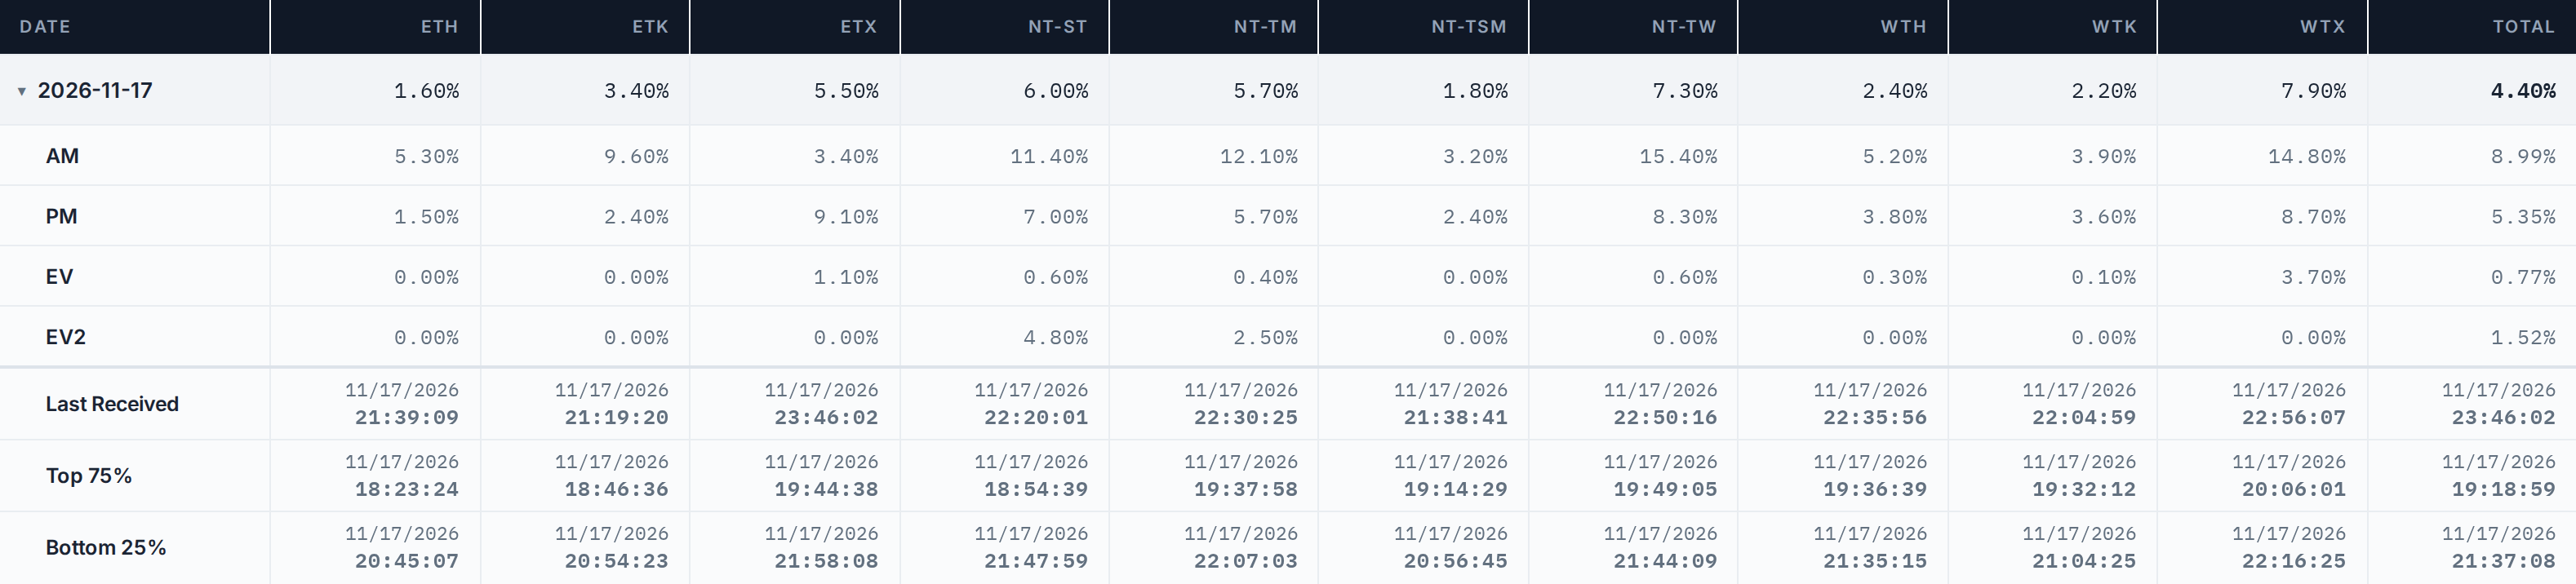 DATE ETH ETK ETX NT-ST NT-TM NT-TSM NT-TW WTH WTK WTX TOTAL
▼ 2026-11-17 1.60% 3.40% 5.50% 6.00% 5.70% 1.80% 7.30% 2.40% 2.20% 7.90% 4.40%
AM 5.30% 9.60% 3.40% 11.40% 12.10% 3.20% 15.40% 5.20% 3.90% 14.80% 8.99%
PM 1.50% 2.40% 9.10% 7.00% 5.70% 2.40% 8.30% 3.80% 3.60% 8.70% 5.35%
EV 0.00% 0.00% 1.10% 0.60% 0.40% 0.00% 0.60% 0.30% 0.10% 3.70% 0.77%
EV2 0.00% 0.00% 0.00% 4.80% 2.50% 0.00% 0.00% 0.00% 0.00% 0.00% 1.52%
Last Received
11/17/2026 11/17/2026 11/17/2026 11/17/2026 11/17/2026 11/17/2026 11/17/2026 11/17/2026 11/17/2026 11/17/2026 11/17/2026
21:39:09 21:19:20 23:46:02 22:20:01 22:30:25 21:38:41 22:50:16 22:35:56 22:04:59 22:56:07 23:46:02
Top 75%
11/17/2026 11/17/2026 11/17/2026 11/17/2026 11/17/2026 11/17/2026 11/17/2026 11/17/2026 11/17/2026 11/17/2026 11/17/2026
18:23:24 18:46:36 19:44:38 18:54:39 19:37:58 19:14:29 19:49:05 19:36:39 19:32:12 20:06:01 19:18:59
Bottom 25%
11/17/2026 11/17/2026 11/17/2026 11/17/2026 11/17/2026 11/17/2026 11/17/2026 11/17/2026 11/17/2026 11/17/2026 11/17/2026
20:45:07 20:54:23 21:58:08 21:47:59 22:07:03 20:56:45 21:44:09 21:35:15 21:04:25 22:16:25 21:37:08